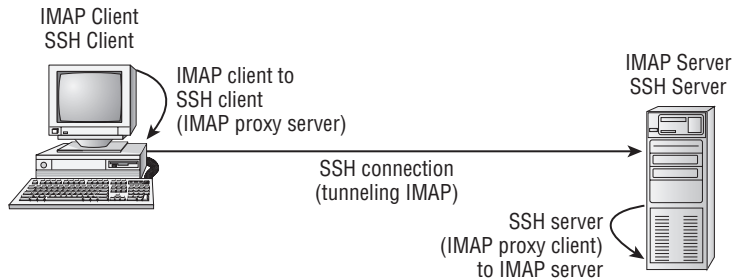 IMAP Client
SSH Client
IMAP client to
SSH client
(IMAP proxy server)
IMAP Server
SSH Server
SSH connection
(tunneling IMAP)
SSH server
(IMAP proxy client)
to IMAP server